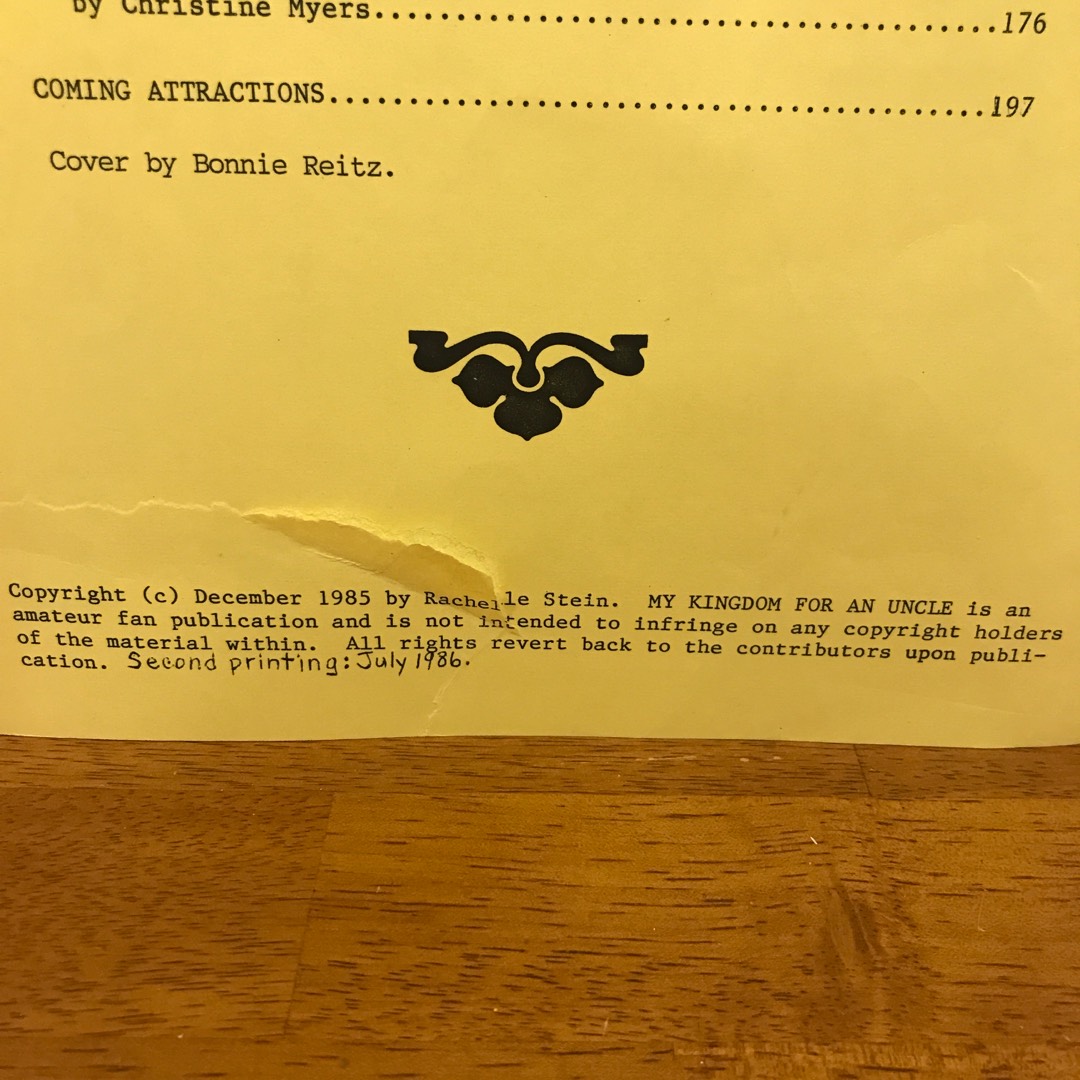 by Christine Myers.......................................176
COMING ATTRACTIONS..........................................197
Cover by Bonnie Reitz.
Copyright (c) December 1985 by Rachelle Stein. MY KINGDOM FOR AN UNCLE is an
amateur fan publication and is not intended to infringe on any copyright holders
of the material within. All rights revert back to the contributors upon publi-
cation. Second printing: July 1986.